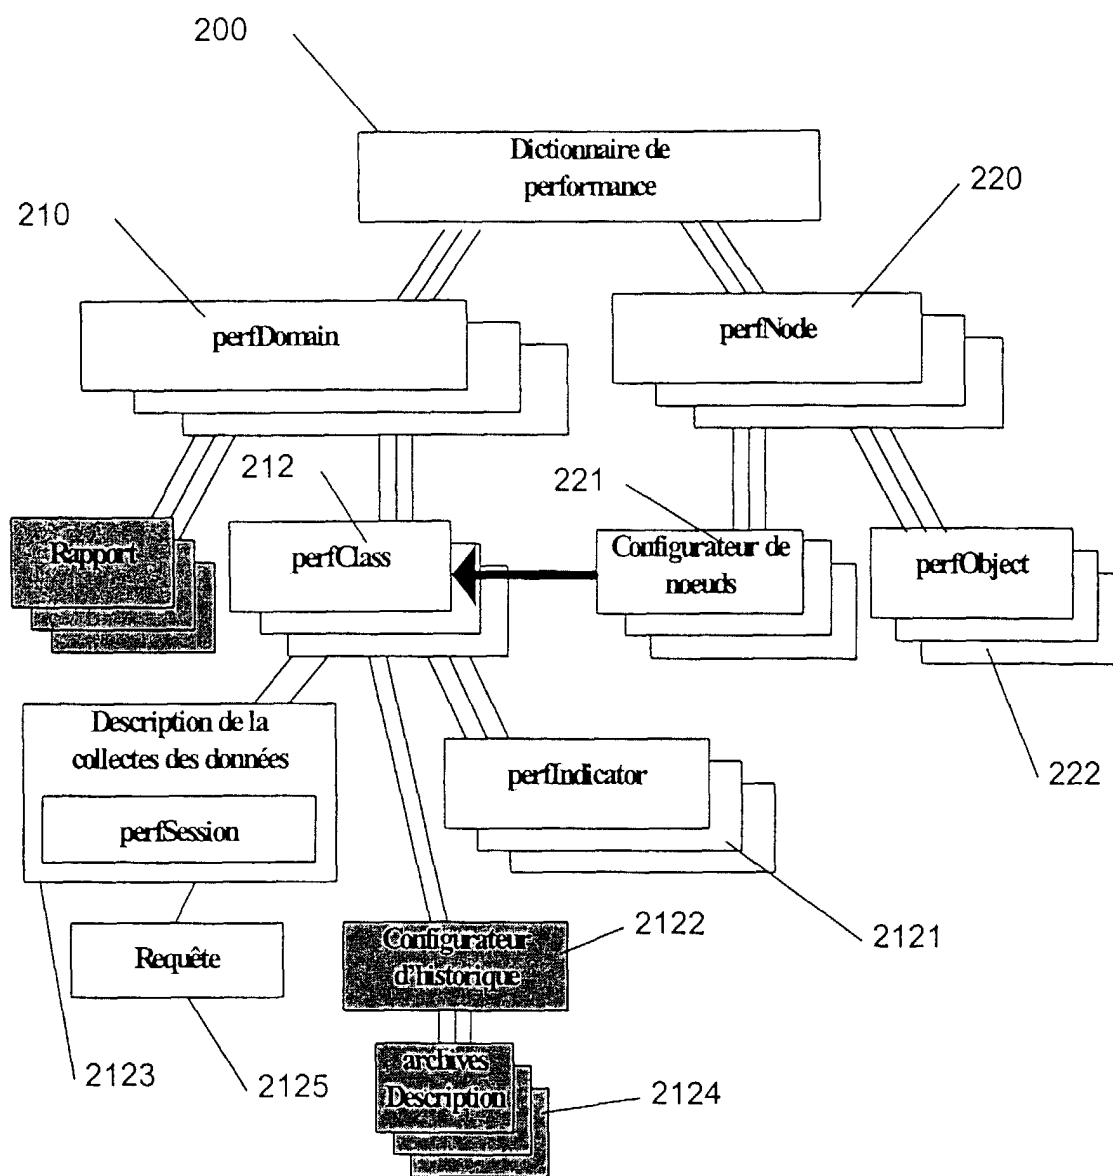 200
Dictionnaire de
performance
210
220
perfDomain
perfNode
212
221
Rapport
perfClass
Configurateur de
noeuds
perfObject
222
Description de la
collectes des données
perfSession
perfIndicator
2121
Requête
2122
Configurateur
d'historique
2123
2125
archives
Description
2124